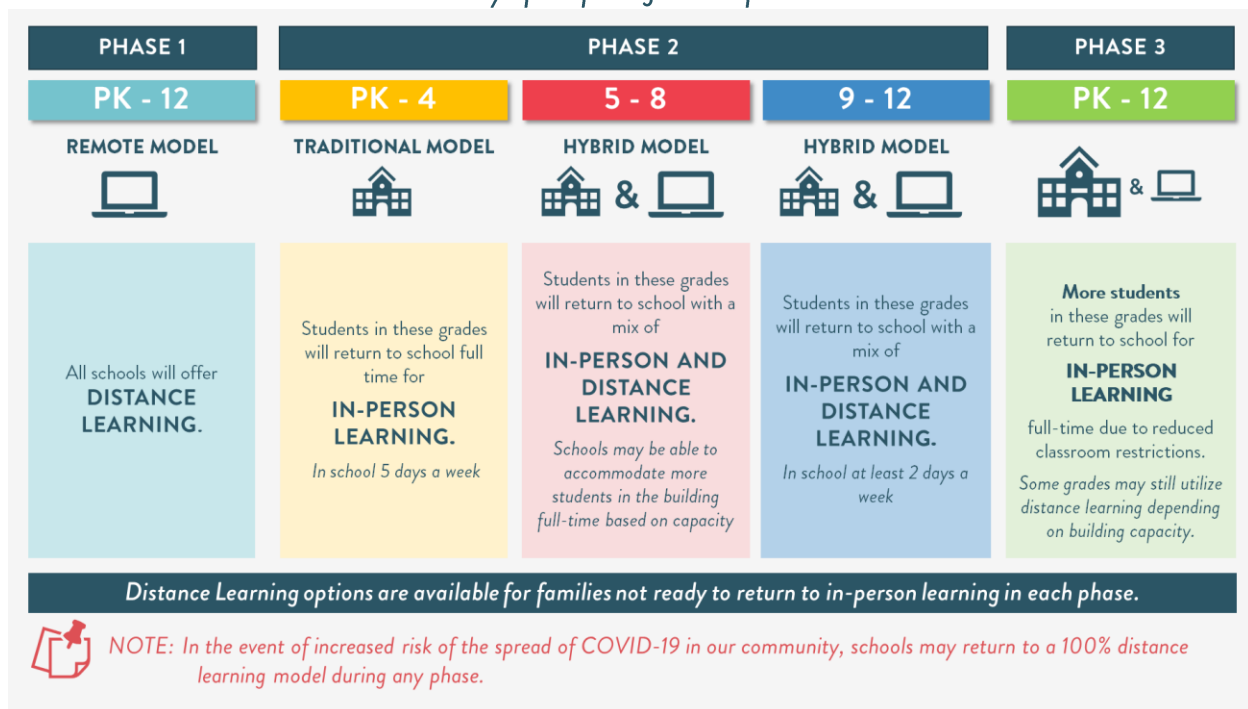 PHASE 1
PHASE 2
PHASE 3
PK - 12
PK - 4
5 - 8
9 - 12
PK - 12
REMOTE MODEL
TRADITIONAL MODEL
HYBRID MODEL
HYBRID MODEL
&
&
&
All schools will offer
DISTANCE
LEARNING.
Students in these grades
will return to school full
time for
IN-PERSON
LEARNING.
In school 5 days a week
Students in these grades
will return to school with a
mix of
IN-PERSON AND
DISTANCE
LEARNING.
Schools may be able to
accommodate more
students in the building
full-time based on capacity
Students in these grades
will return to school with a
mix of
IN-PERSON AND
DISTANCE
LEARNING.
In school at least 2 days a
week
More students
in these grades will
return to school for
IN-PERSON
LEARNING
full-time due to reduced
classroom restrictions.
Some grades may still utilize
distance learning depending
on building capacity.
Distance Learning options are available for families not ready to return to in-person learning in each phase.
NOTE: In the event of increased risk of the spread of COVID-19 in our community, schools may return to a 100% distance
learning model during any phase.